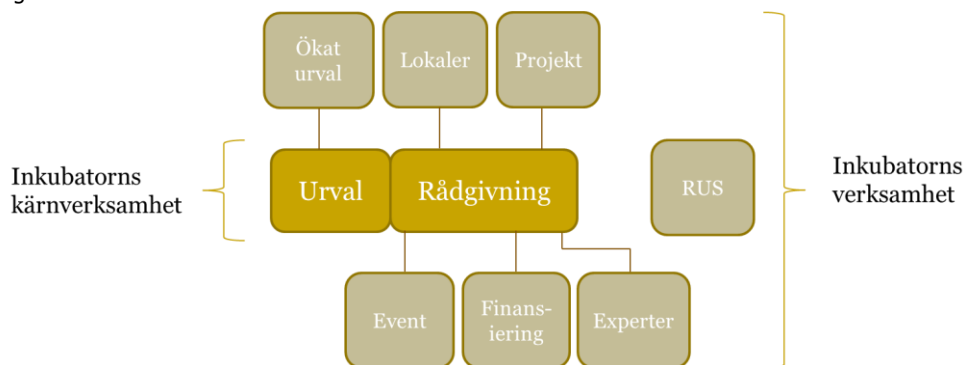 Ökat
urval
Lokaler
Projekt
Inkubatorns
kärnverksamhet
Urval
Rådgivning
RUS
Inkubatorns
verksamhet
Event
Finans-
iering
Experter